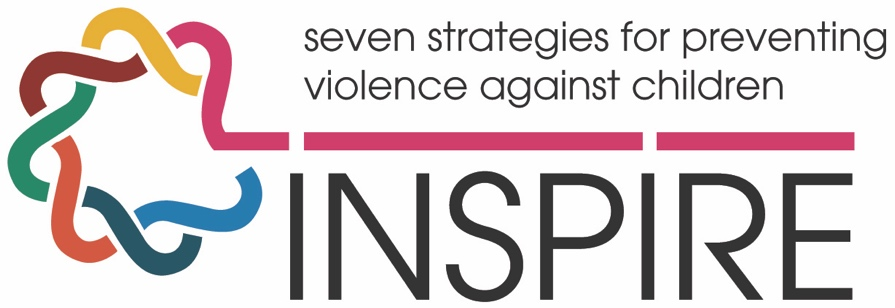 seven strategies for preventing
violence against children
INSPIRE